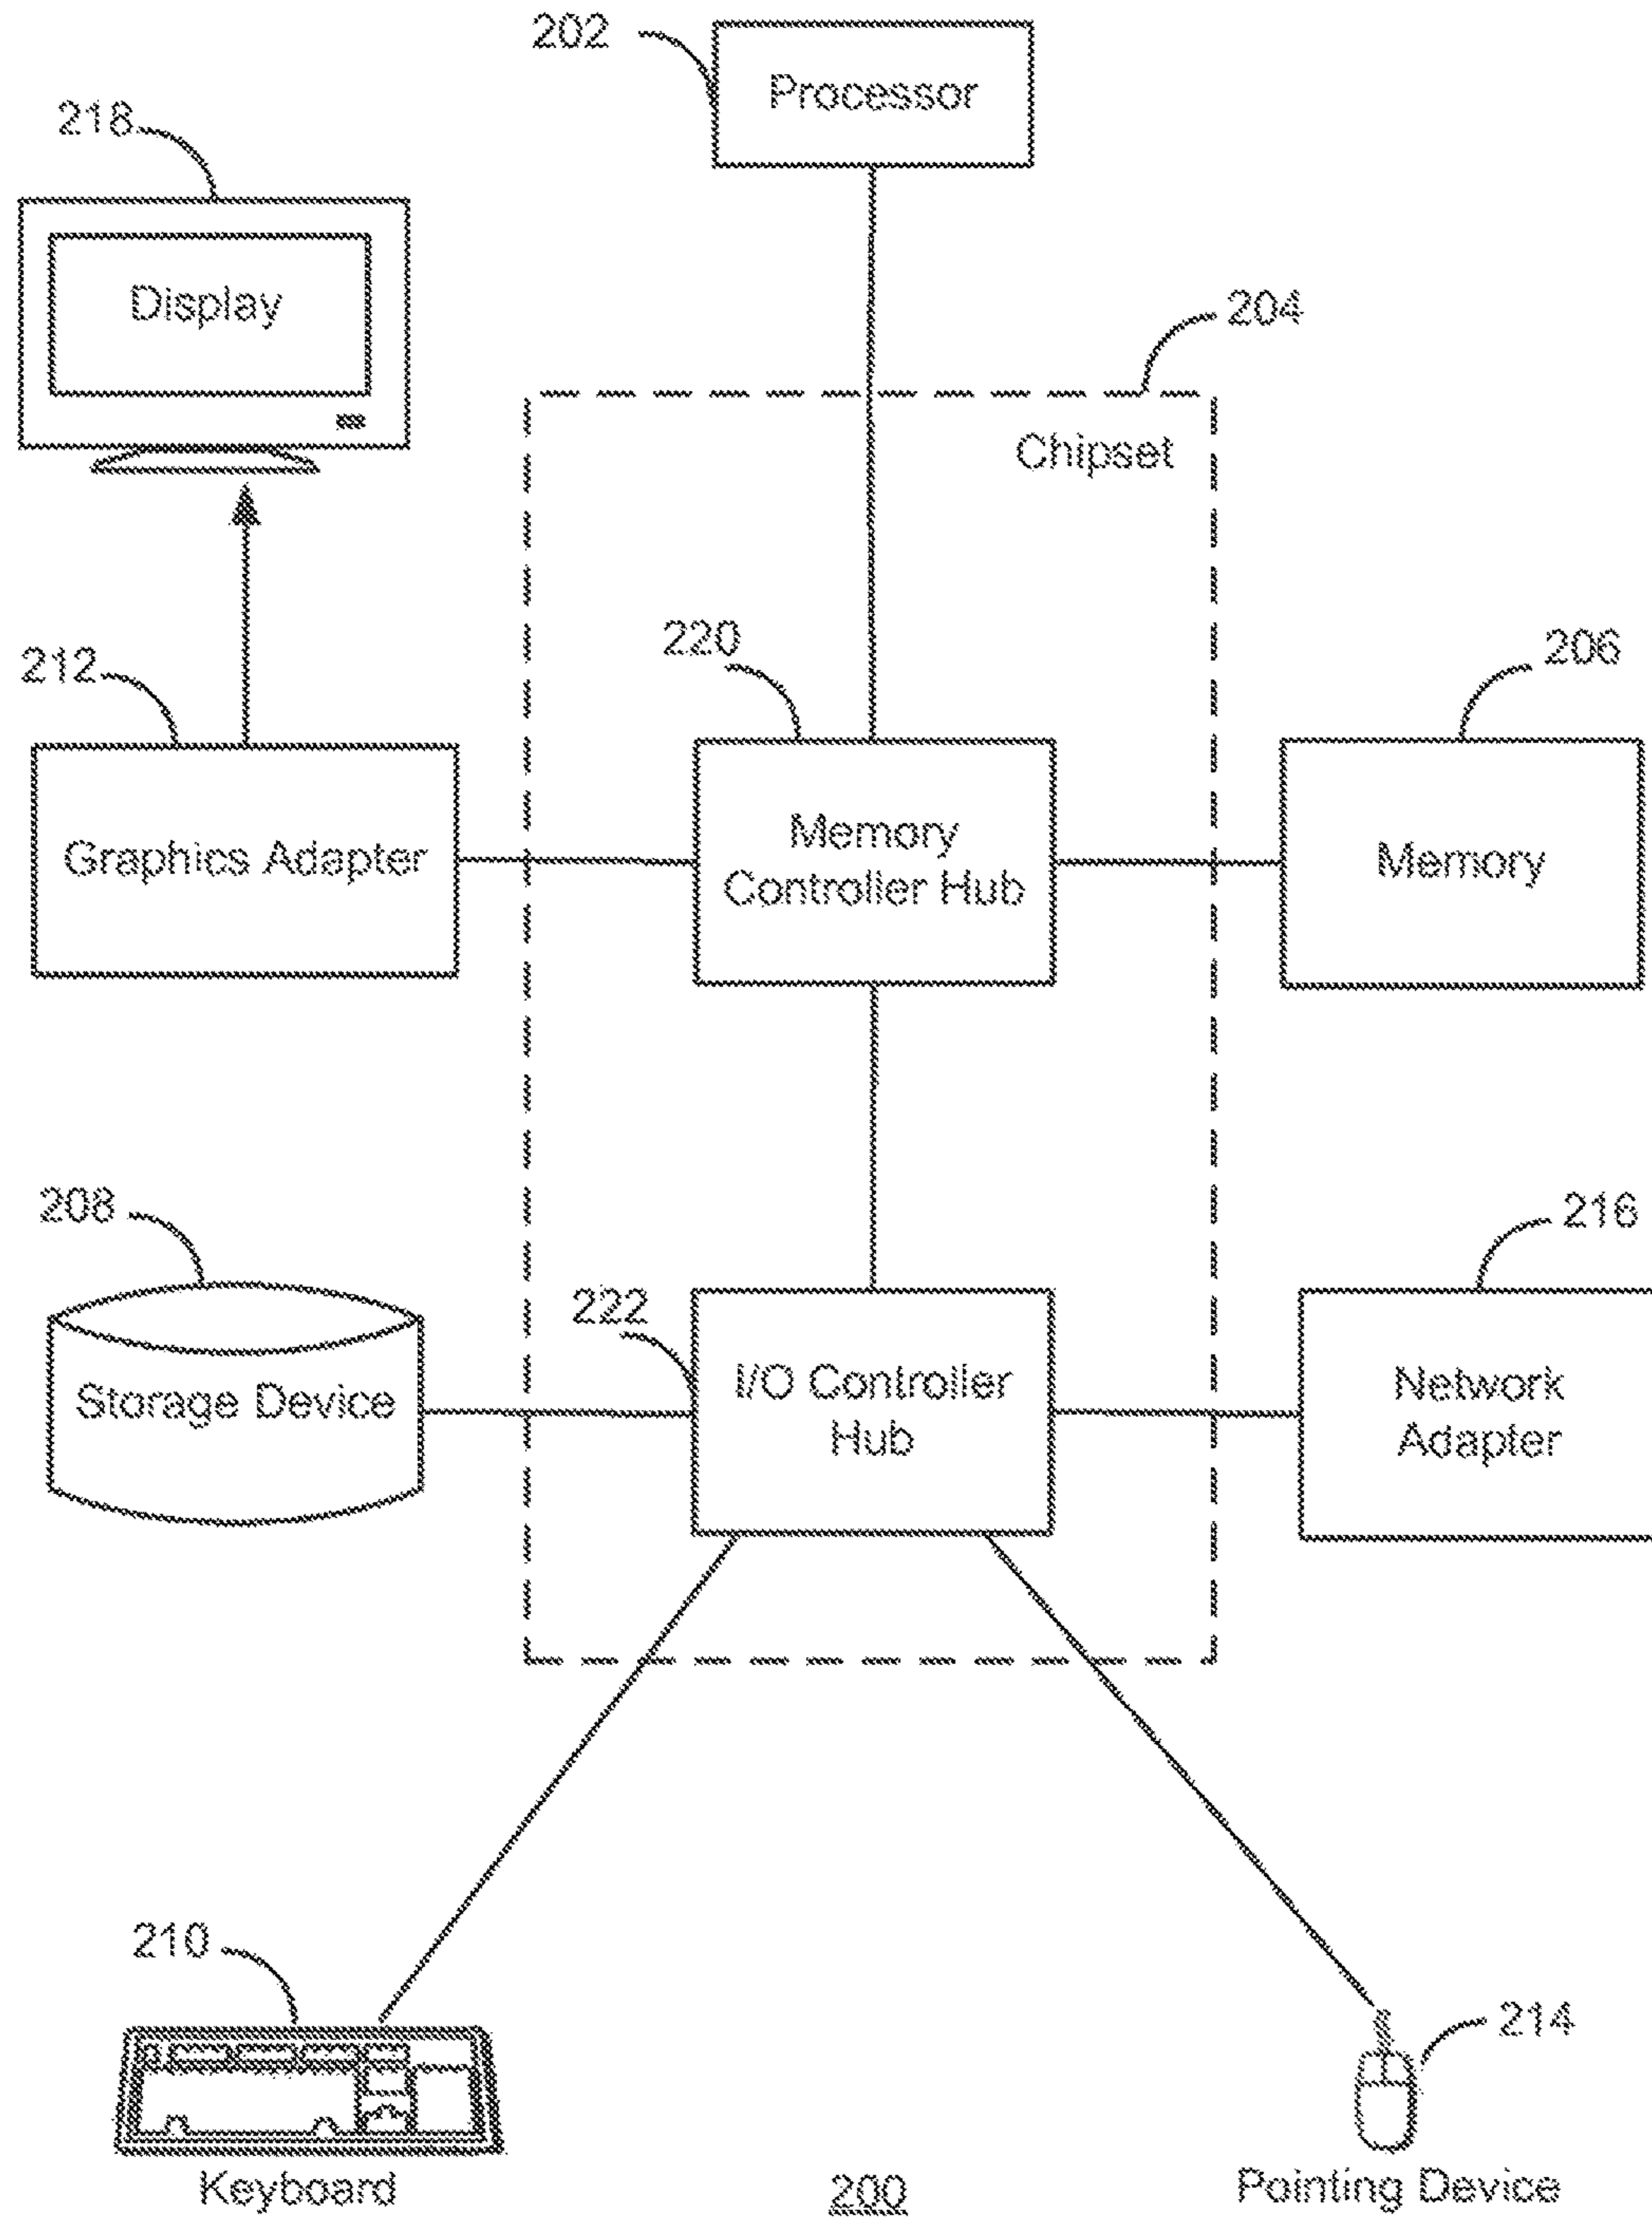 202
Processor
218
Display
204
Chipset
212
220
206
Graphics Adapter
Memory
Controller Hub
Memory
208
222
216
Storage Device
I/O Controller
Hub
Network
Adapter
210
214
Keyboard
200
Pointing Device